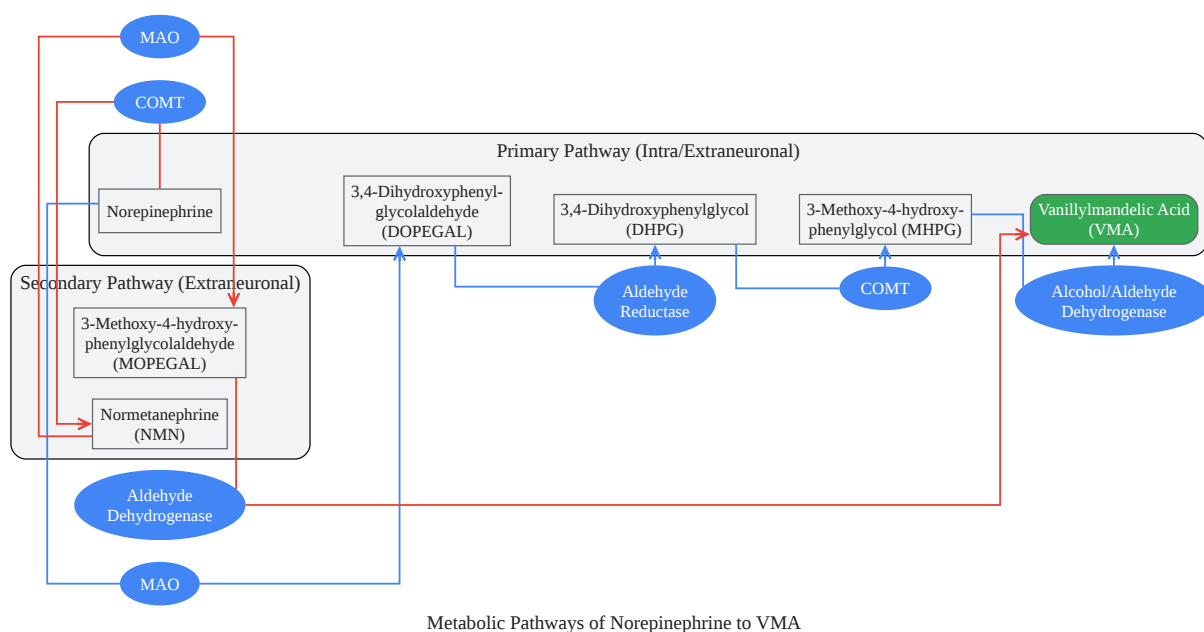 MAO
COMT
Primary Pathway (Intra/Extraneuronal)
Norepinephrine
3,4-Dihydroxyphenyl-
glycolaldehyde
(DOPEGAL)
3,4-Dihydroxyphenylglycol
(DHPG)
3-Methoxy-4-hydroxy-
phenylglycol (MHPG)
Vanillylmandelic Acid
(VMA)
Secondary Pathway (Extraneuronal)
Aldehyde
Reductase
COMT
Alcohol/Aldehyde
Dehydrogenase
3-Methoxy-4-hydroxy-
phenylglycolaldehyde
(MOPEGAL)
Normetanephrine
(NMN)
Aldehyde
Dehydrogenase
MAO
Metabolic Pathways of Norepinephrine to VMA